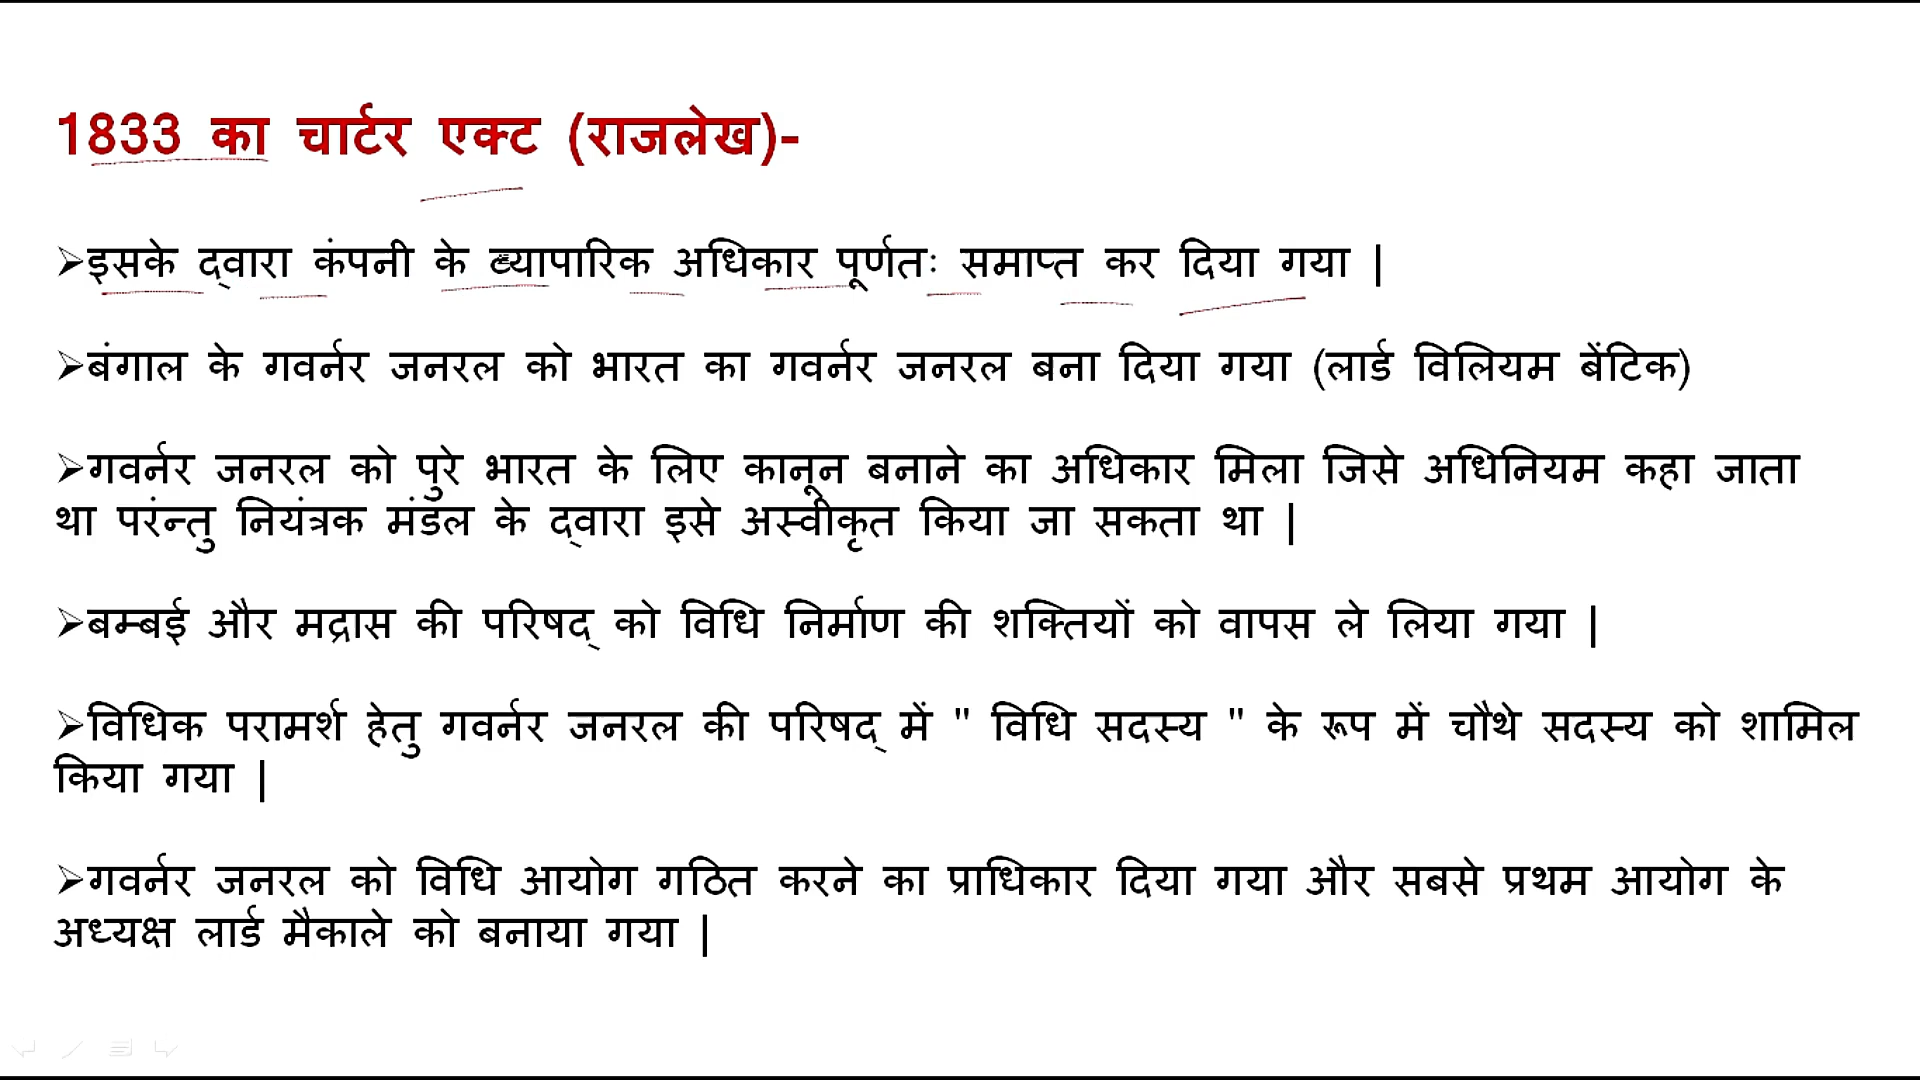 1833 का चार्टर एक्ट (राजलेख)-
➢इसके द्वारा कंपनी के व्यापारिक अधिकार पूर्णतः समाप्त कर दिया गया |
➢बंगाल के गवर्नर जनरल को भारत का गवर्नर जनरल बना दिया गया (लार्ड विलियम बेंटिक)
➢गवर्नर जनरल को पुरे भारत के लिए कानून बनाने का अधिकार मिला जिसे अधिनियम कहा जाता
था परंन्तु नियंत्रक मंडल के द्वारा इसे अस्वीकृत किया जा सकता था |
➢बम्बई और मद्रास की परिषद् को विधि निर्माण की शक्तियों को वापस ले लिया गया |
➢विधिक परामर्श हेतु गवर्नर जनरल की परिषद् में " विधि सदस्य " के रूप में चौथे सदस्य को शामिल
किया गया |
➢गवर्नर जनरल को विधि आयोग गठित करने का प्राधिकार दिया गया और सबसे प्रथम आयोग के
अध्यक्ष लार्ड मैकाले को बनाया गया |